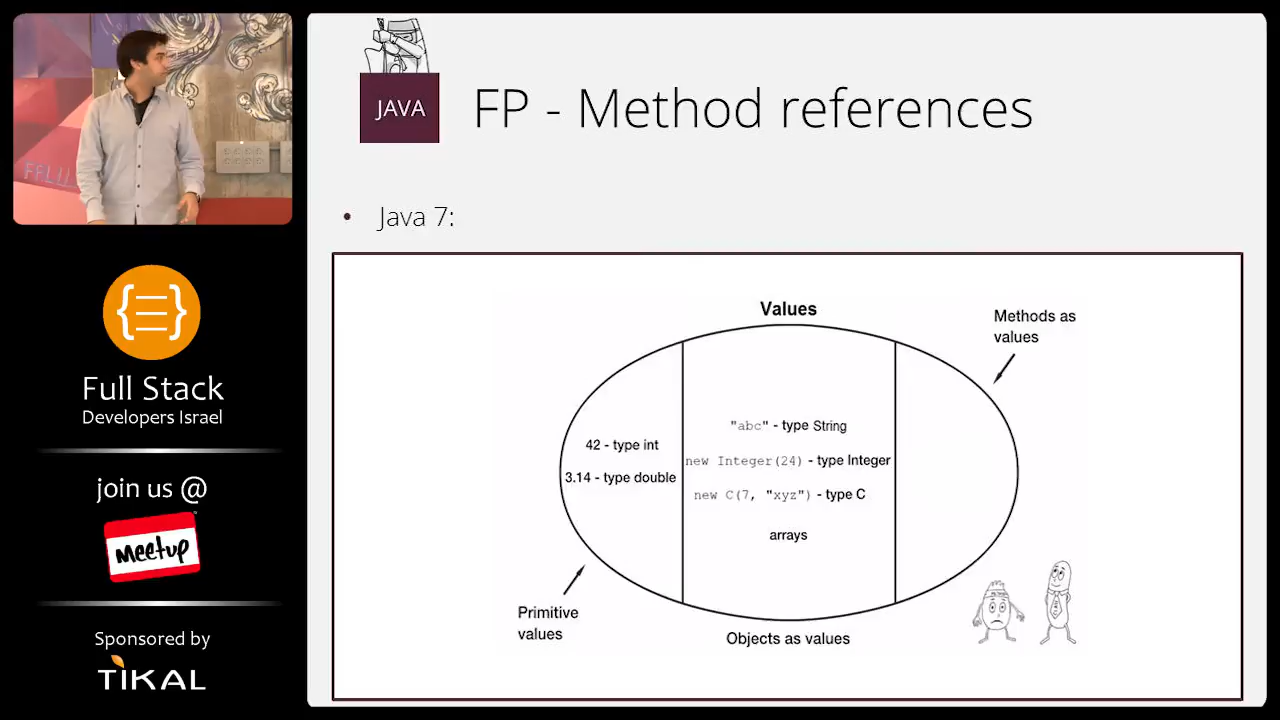 JAVA
FP - Method references
• Java 7:
Values
Methods as
values
"abc" - type String
42 - type int
new Integer(24) - type Integer
3.14 - type double
new C(7, "xyz") - type C
arrays
Primitive
values
Objects as values
{ }
Full Stack
Developers Israel
join us @
Meetup
Sponsored by
TIKAL